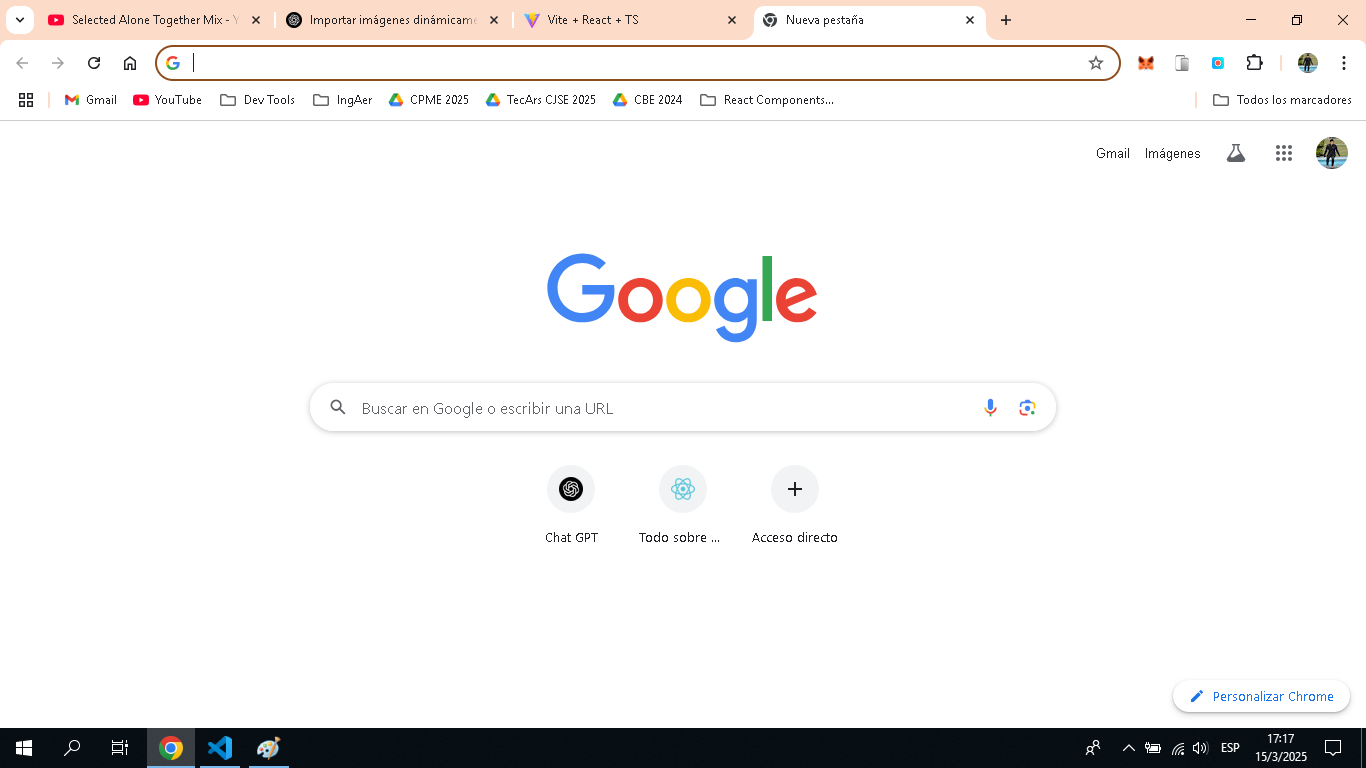 Selected Alone Together Mix - Y
Importar imágenes dinámicame
Vite + React + TS
Nueva pestaña
Gmail
YouTube
Dev Tools
IngAer
CPME 2025
TecArs CJSE 2025
CBE 2024
React Components...
Todos los marcadores
Gmail
Imágenes
Google
Buscar en Google o escribir una URL
Chat GPT
Todo sobre ...
Acceso directo
Personalizar Chrome
ESP
17:17
15/3/2025